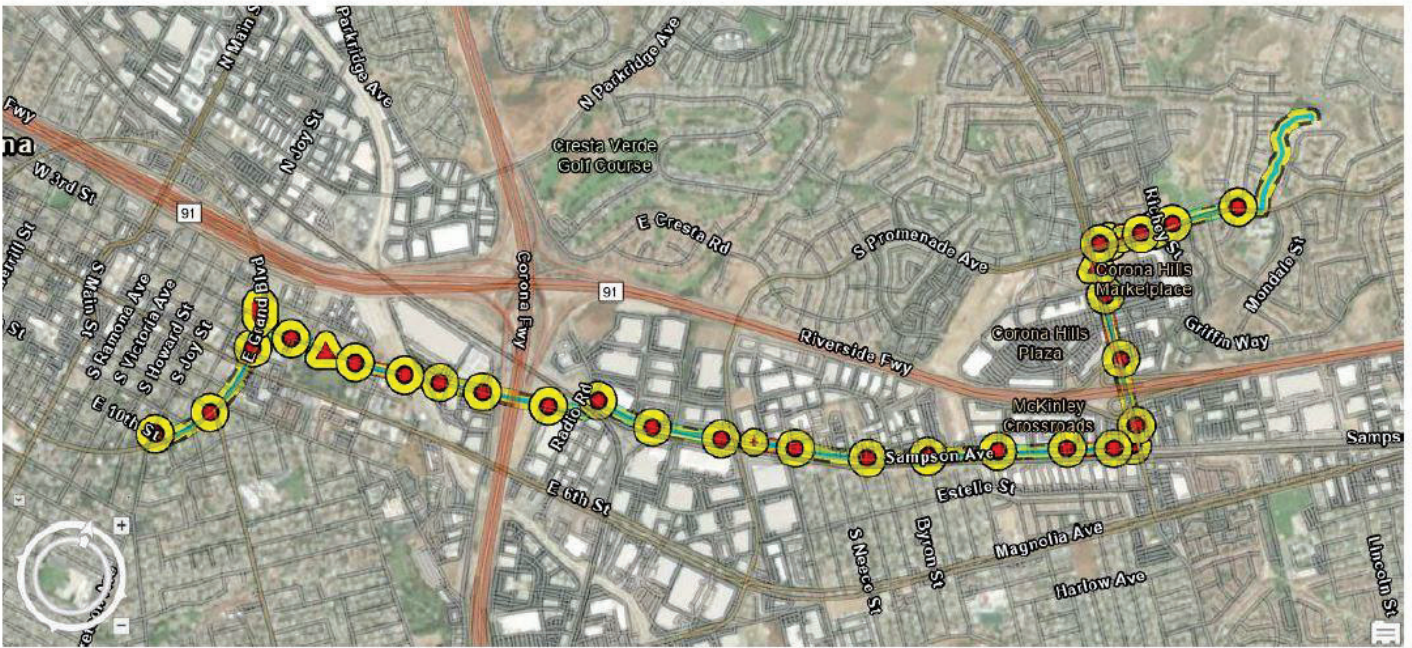 N Main S
Parkridge Ave
N Parkridge Ave
Fwy
na
N Joy St
Cresta Verde
Golf Course
W 3rd St
91
E Cresta Rd
S Promenade Ave
Richey St
Corona Hills
Marketplace
Mondale St
S Main St
S Ramona Ave
S Victoria Ave
S Howard St
S Joy St
E Grand Blvd
Corona Fwy
91
Riverside Fwy
Corona Hills
Plaza
Griffin Way
St
E 10th St
Radio Rd
McKinley
Crossroads
Samps
Sampson Ave
E 6th St
Estelle St
S Neece St
Byron St
Magnolia Ave
Harlow Ave
Lincoln St
+
−